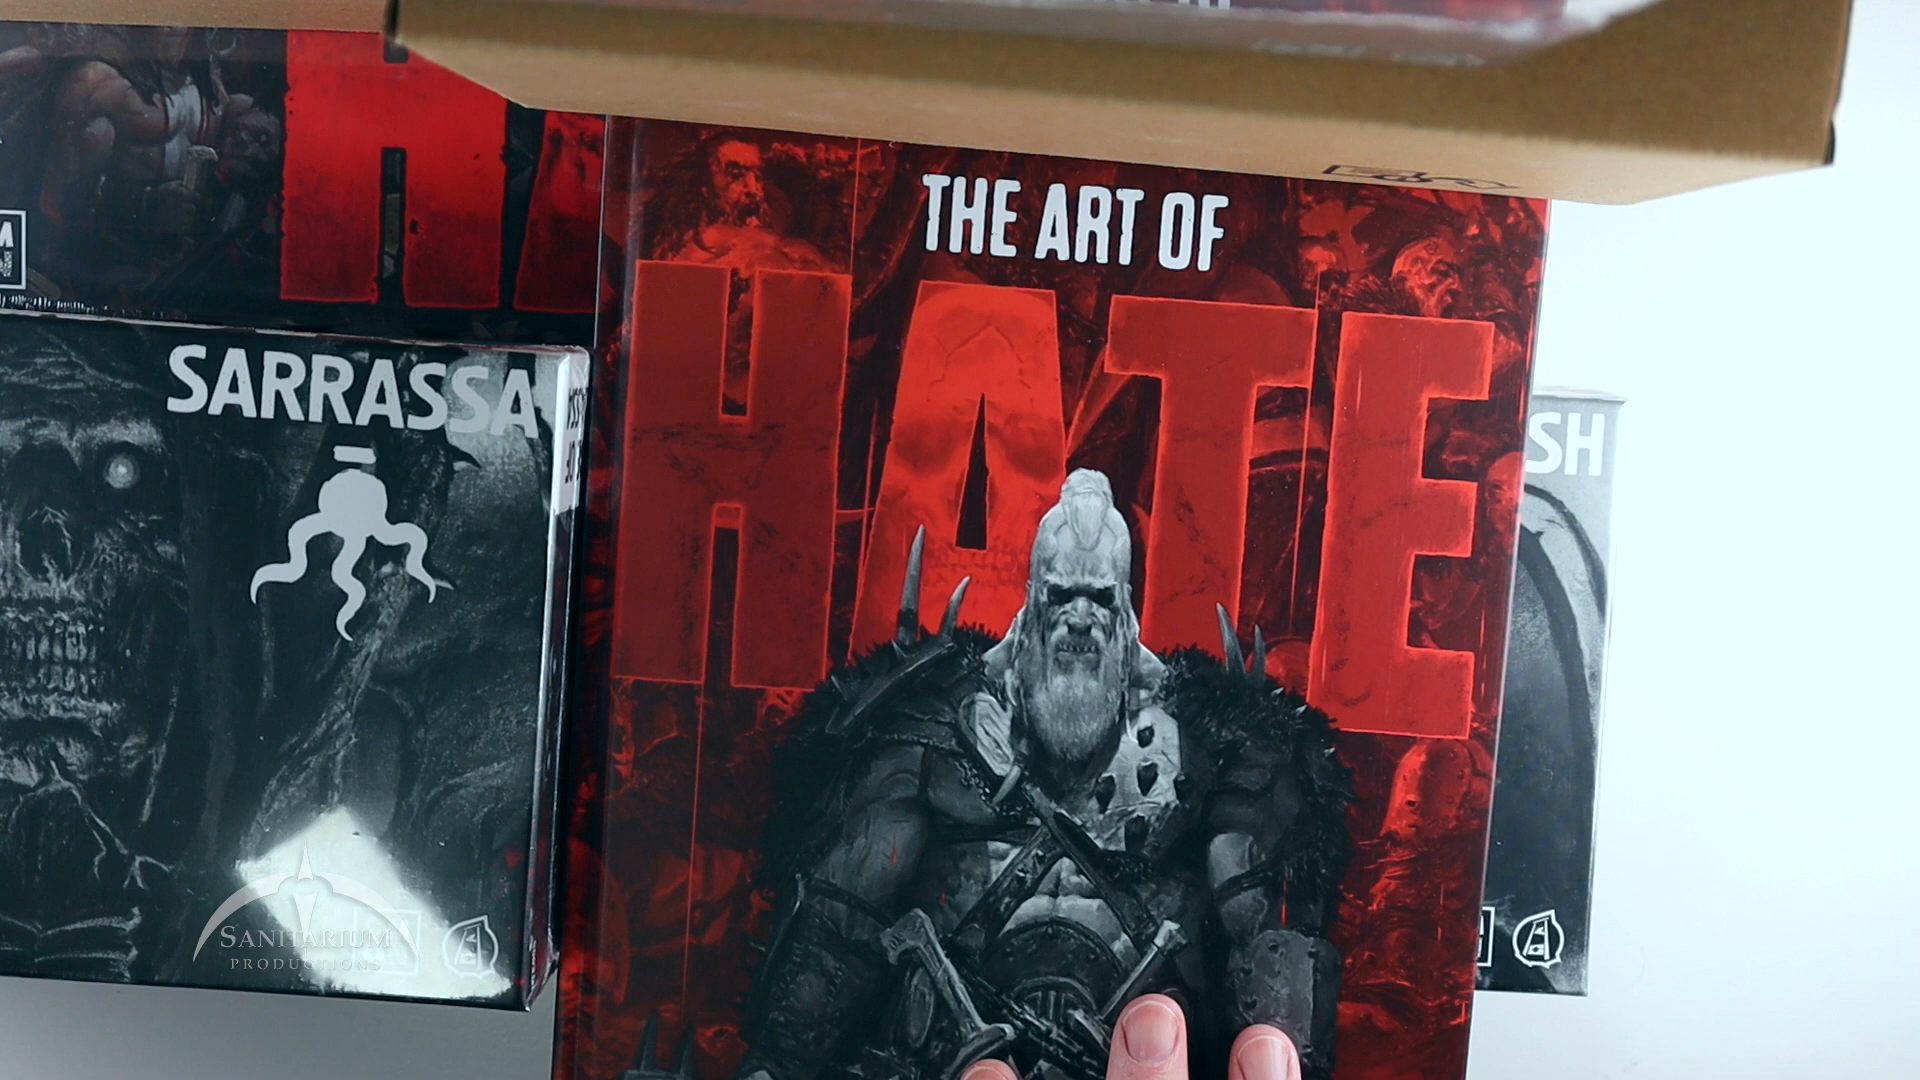 THE ART OF
HATE
SARRASSA
SH
SANITARIUM
PRODUCTIONS